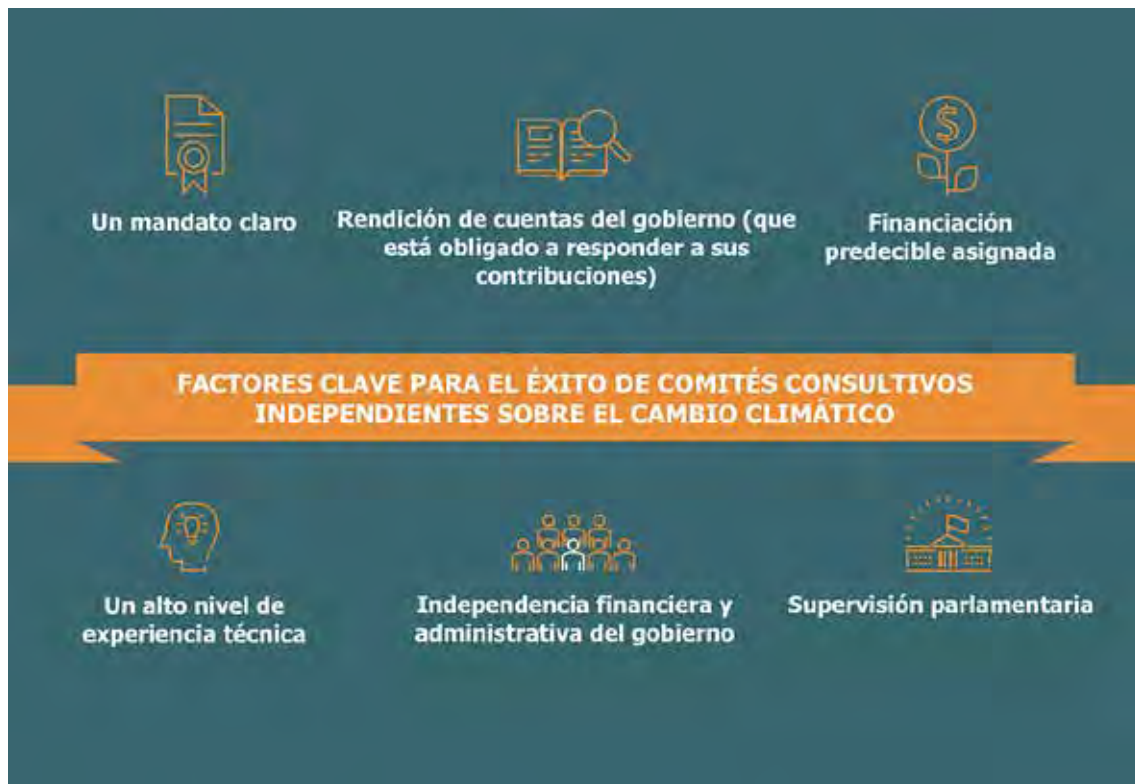 Un mandato claro
Rendición de cuentas del gobierno (que
está obligado a responder a sus
contribuciones)
Financiación
predecible asignada
FACTORES CLAVE PARA EL ÉXITO DE COMITÉS CONSULTIVOS
INDEPENDIENTES SOBRE EL CAMBIO CLIMÁTICO
Un alto nivel de
experiencia técnica
Independencia financiera y
administrativa del gobierno
Supervisión parlamentaria